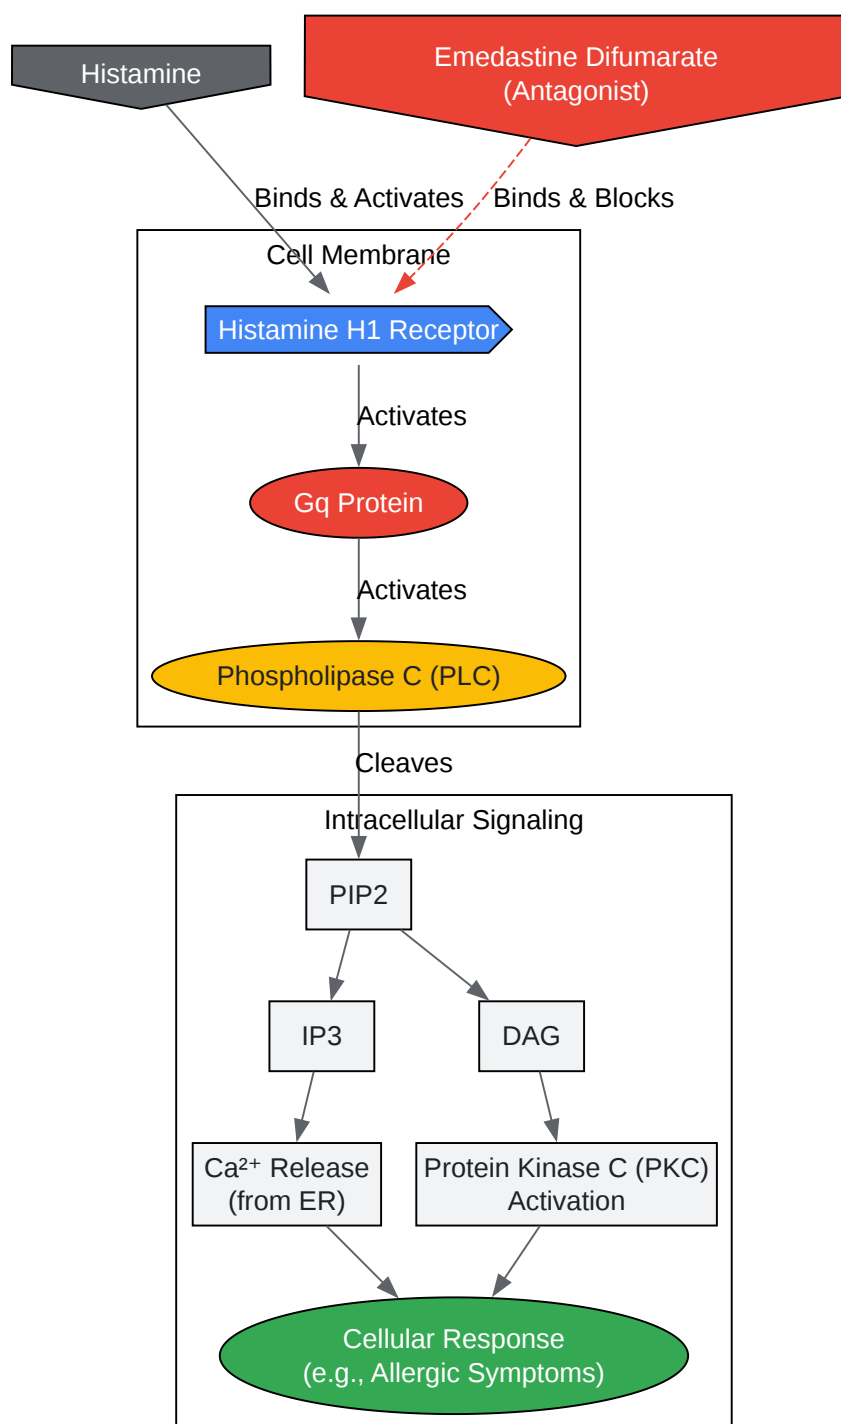 Histamine
Emedastine Difumarate
(Antagonist)
Binds & Activates
Binds & Blocks
Cell Membrane
Histamine H1 Receptor
Activates
Gq Protein
Activates
Phospholipase C (PLC)
Cleaves
Intracellular Signaling
PIP2
IP3
DAG
Ca²⁺ Release
(from ER)
Protein Kinase C (PKC)
Activation
Cellular Response
(e.g., Allergic Symptoms)